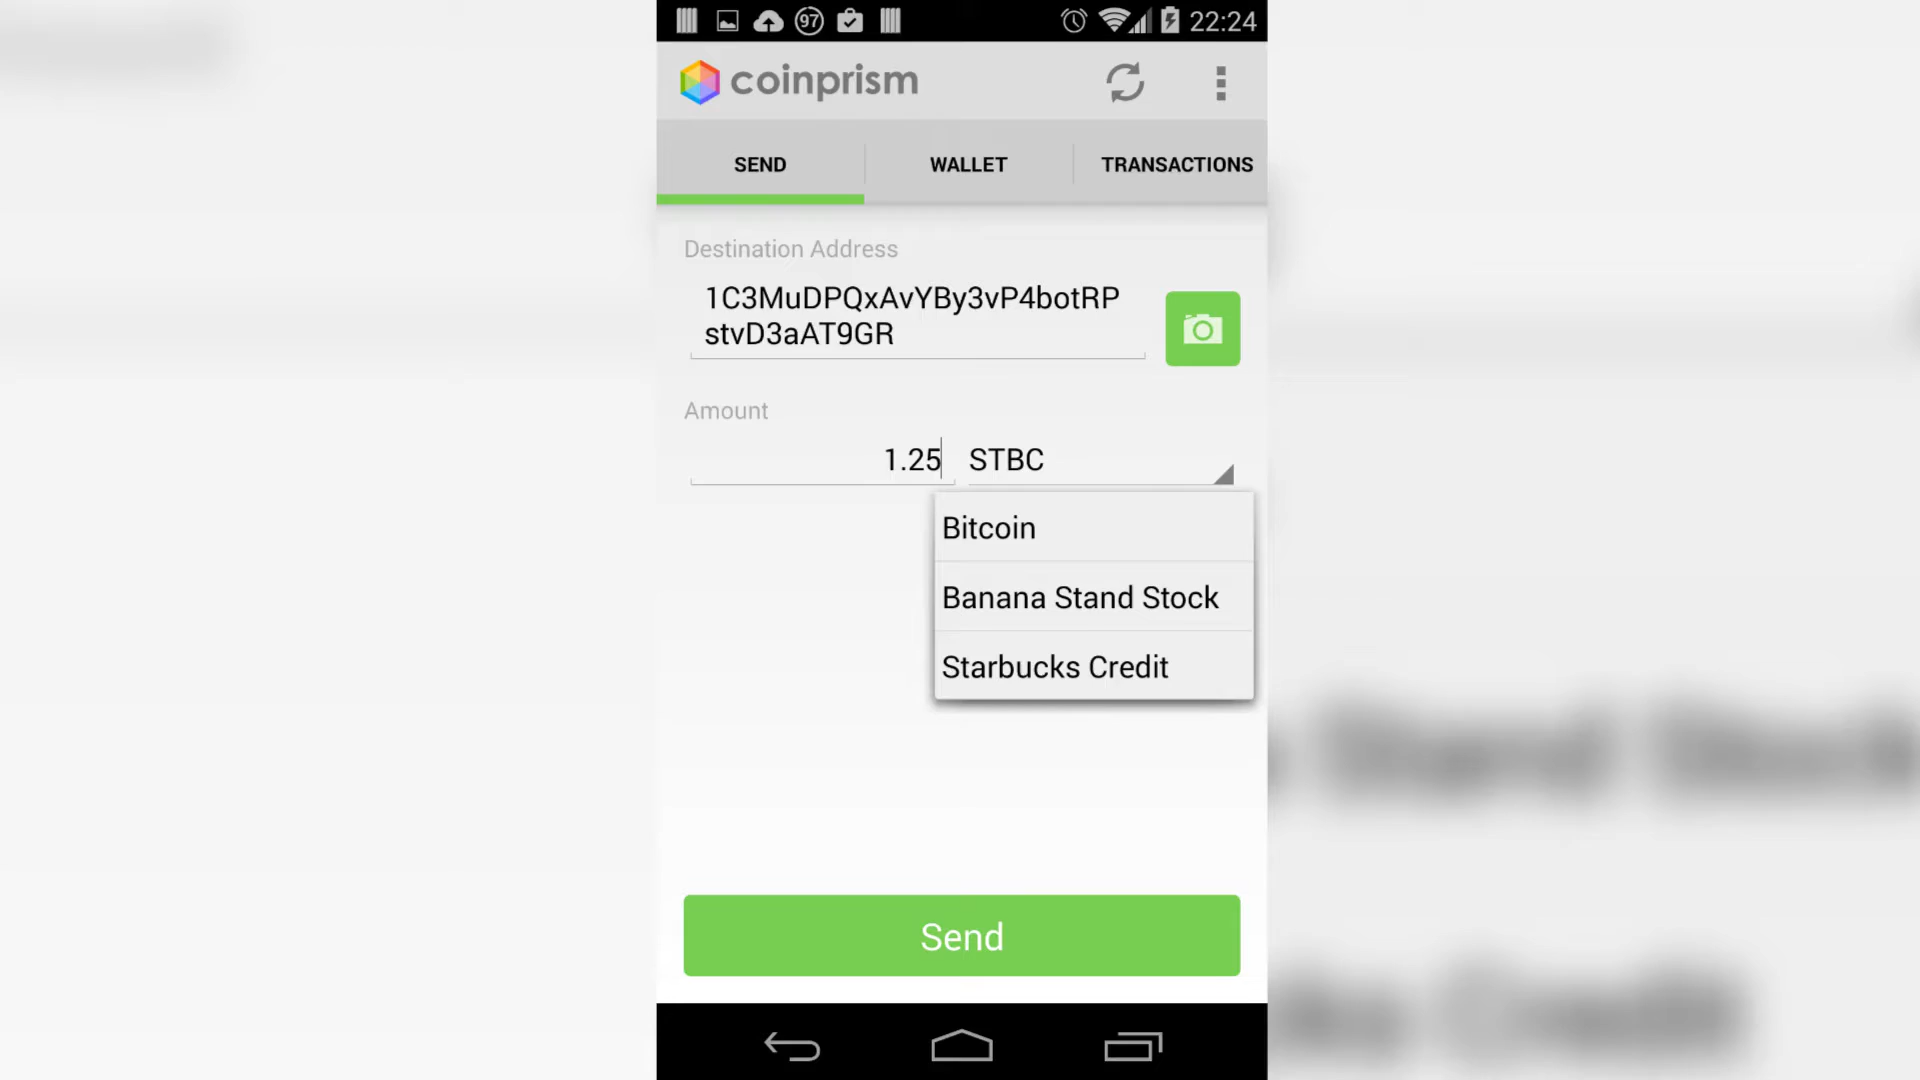 97
22:24
coinprism
SEND
WALLET
TRANSACTIONS
Destination Address
1C3MuDPQxAvYBy3vP4botRP
stvD3aAT9GR
Amount
1.25
STBC
Bitcoin
Banana Stand Stock
Starbucks Credit
Send